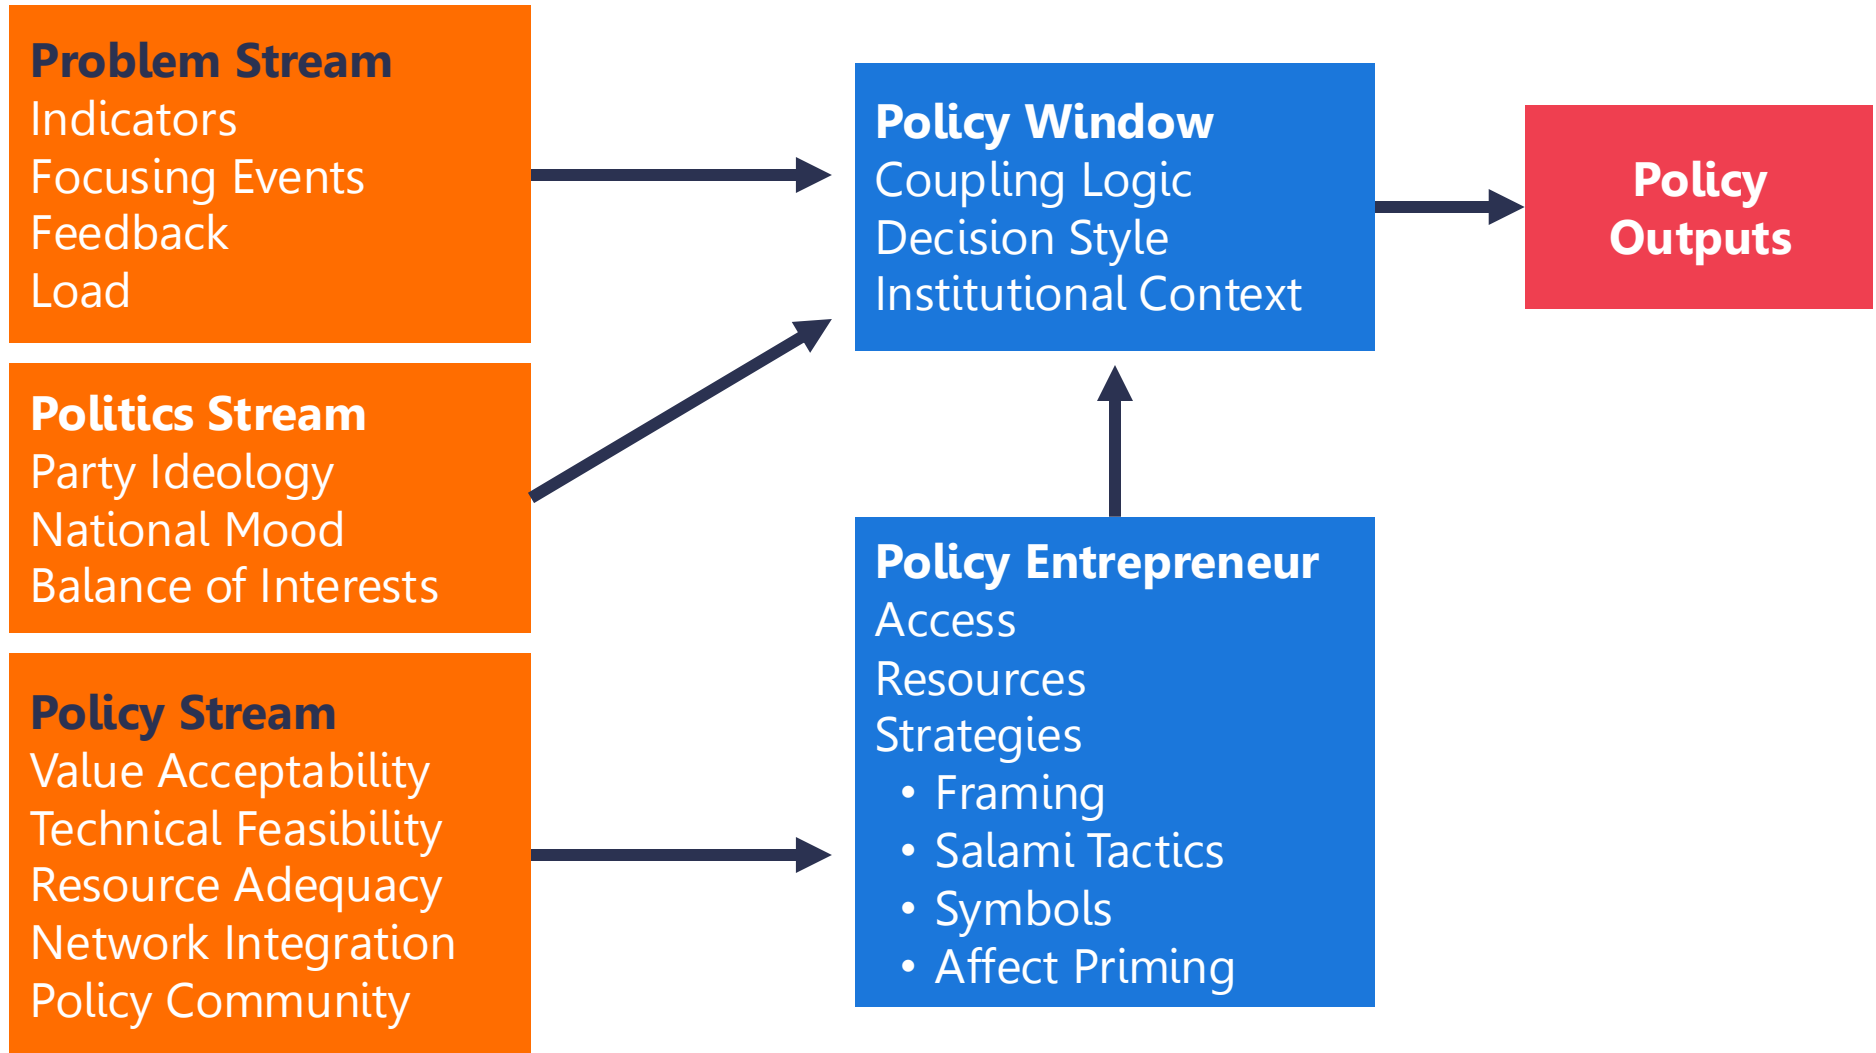 Problem Stream
Indicators
Focusing Events
Feedback
Load
Politics Stream
Party Ideology
National Mood
Balance of Interests
Policy Stream
Value Acceptability
Technical Feasibility
Resource Adequacy
Network Integration
Policy Community
Policy Window
Coupling Logic
Decision Style
Institutional Context
Policy Entrepreneur
Access
Resources
Strategies
• Framing
• Salami Tactics
• Symbols
• Affect Priming
Policy
Outputs